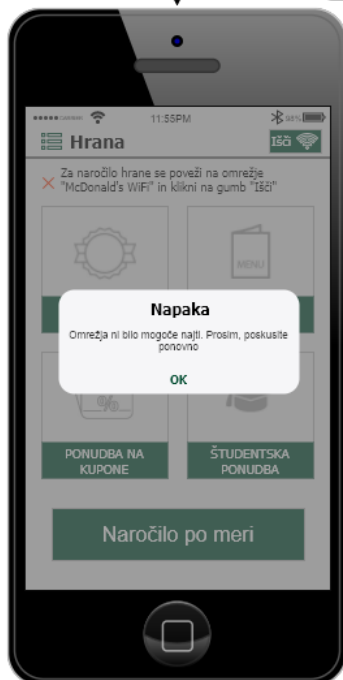 11:55PM
Hrana
Išči
Za naročilo hrane se poveži na omrežje
"McDonald's WiFi" in klikni na gumb "Išči"
MENU
Napaka
Omrežja ni bilo mogoče najti. Prosim, poskusite
ponovno
OK
%
PONUDBA NA
KUPONE
ŠTUDENTSKA
PONUDBA
Naročilo po meri